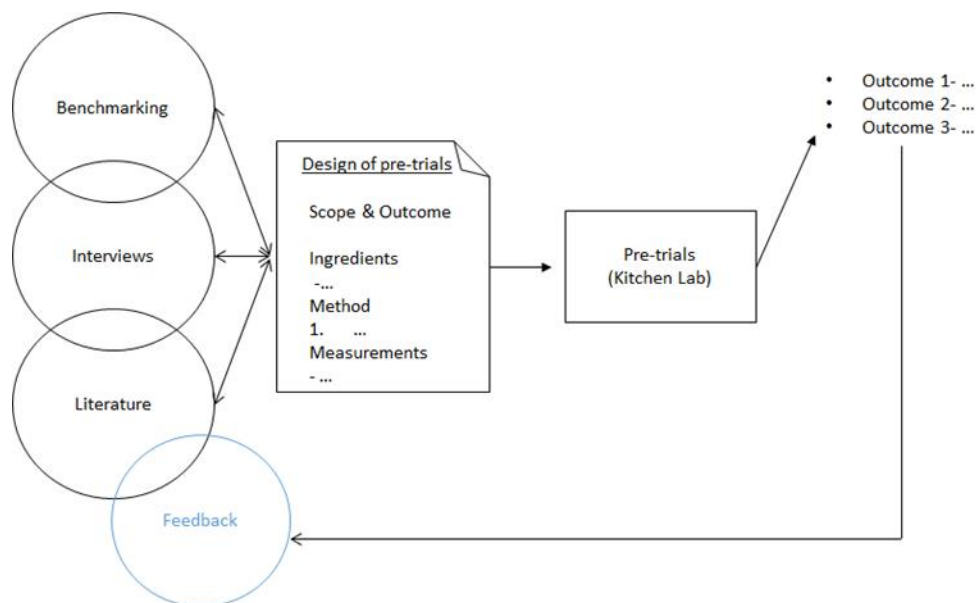 Benchmarking
Interviews
Literature
Feedback
Design of pre-trials
Scope & Outcome
Ingredients
-...
Method
1. ...
Measurements
- ...
Pre-trials
(Kitchen Lab)
• Outcome 1- ...
• Outcome 2- ...
• Outcome 3- ...